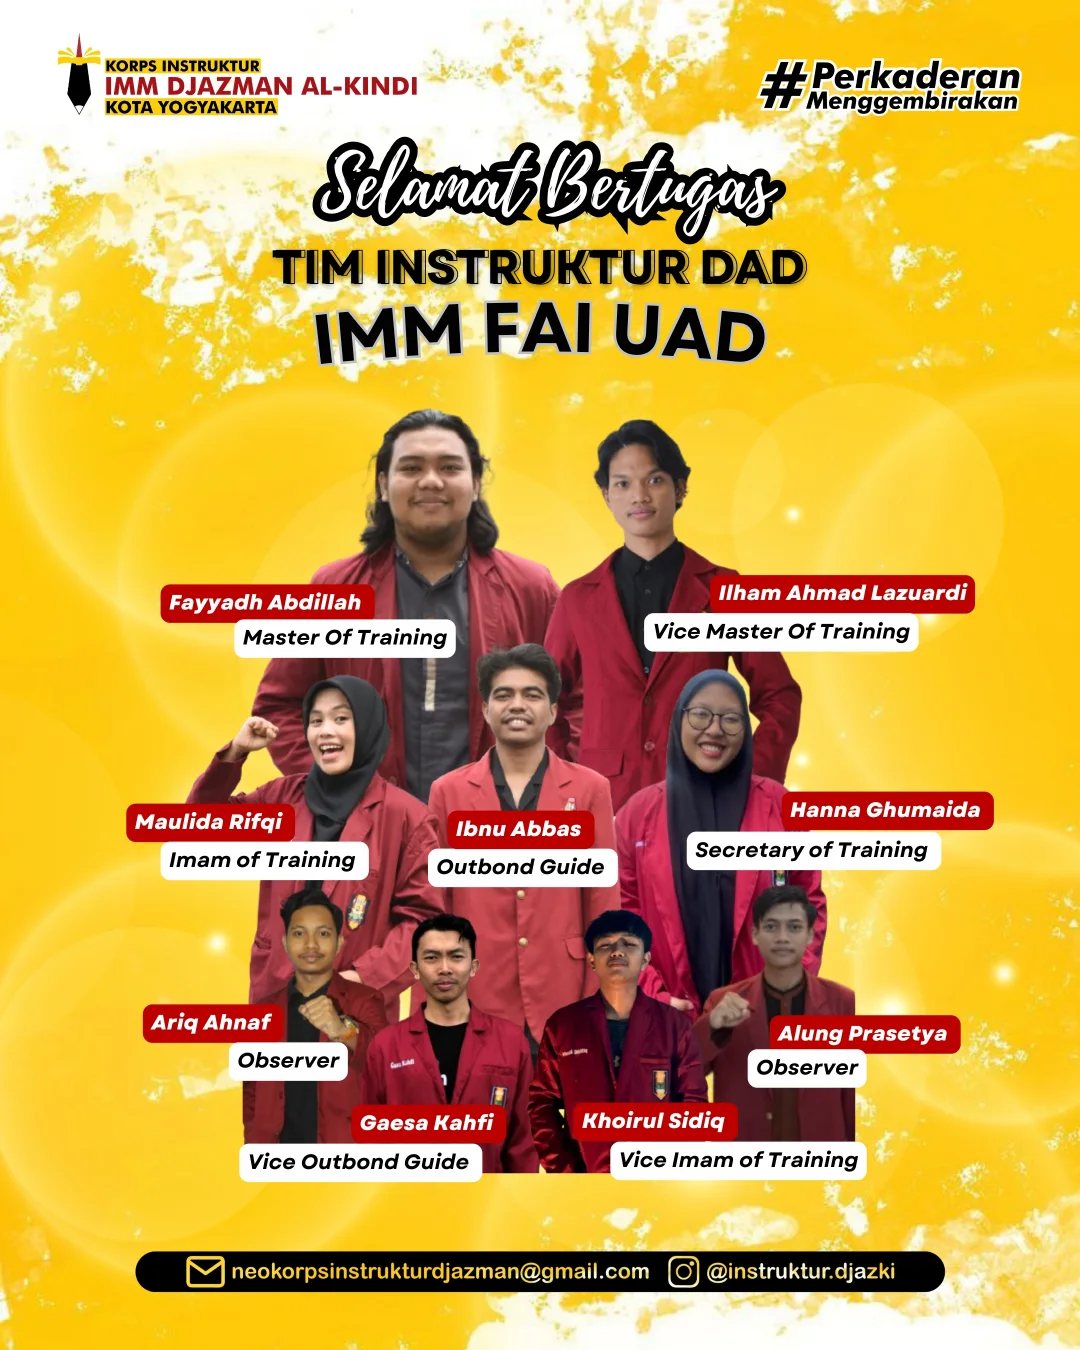 KORPS INSTRUKTUR
IMM DJAZMAN AL-KINDI
KOTA YOGYAKARTA
#Perkaderan
Menggembirakan
Selamat Bertugas
TIM INSTRUKTUR DAD
IMM FAI UAD
Fayyadh Abdillah
Master Of Training
Ilham Ahmad Lazuardi
Vice Master Of Training
Maulida Rifqi
Imam of Training
Ibnu Abbas
Outbond Guide
Hanna Ghumaida
Secretary of Training
Ariq Ahnaf
Observer
Gaesa Kahfi
Vice Outbond Guide
Khoirul Sidiq
Vice Imam of Training
Alung Prasetya
Observer
neokorpsinstrukturdjazman@gmail.com
@instruktur.djazki